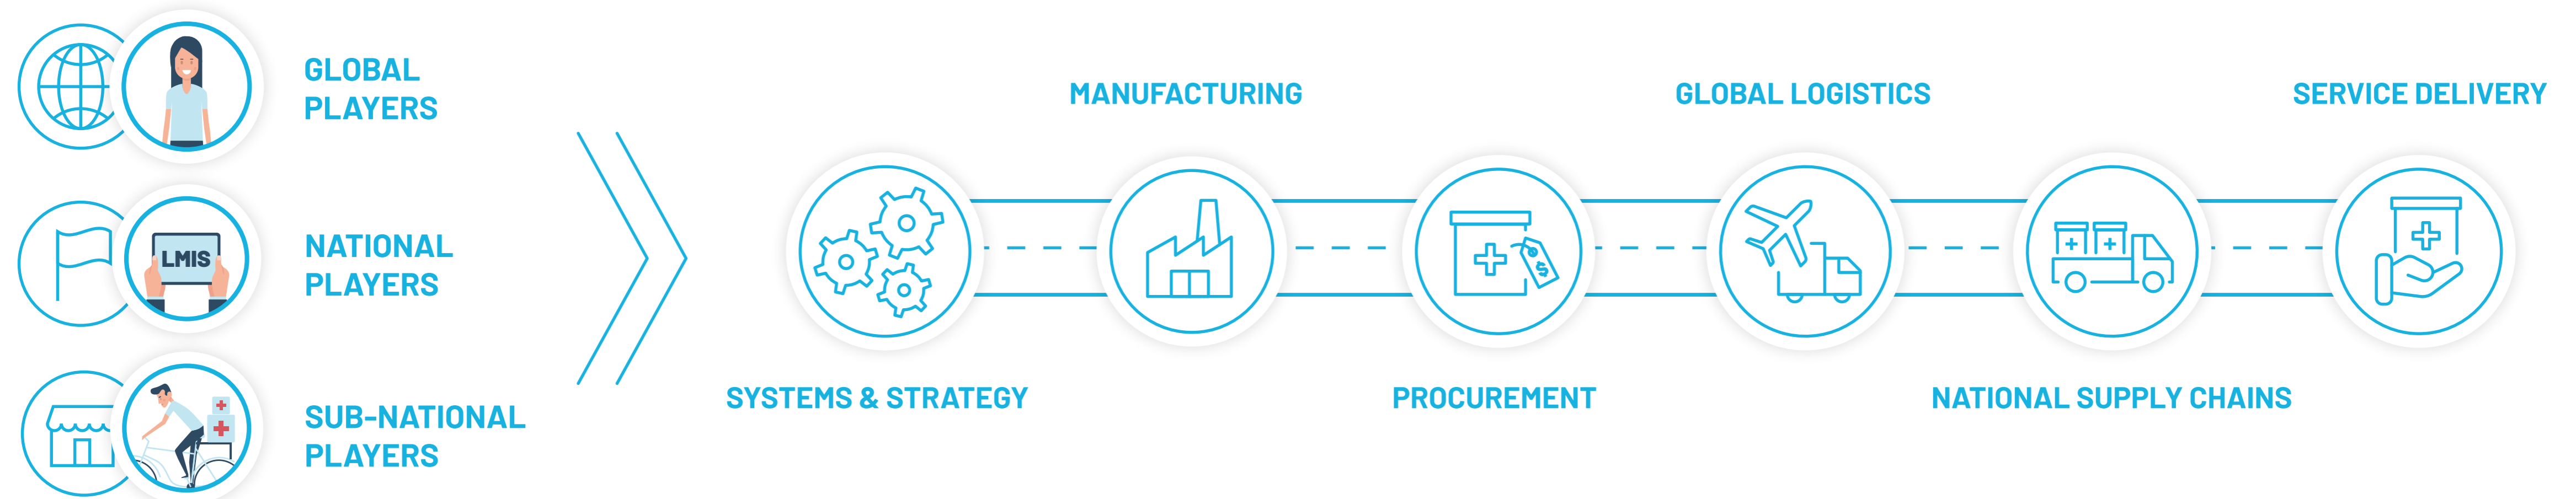 GLOBAL
PLAYERS
LMIS
NATIONAL
PLAYERS
SUB-NATIONAL
PLAYERS
MANUFACTURING
GLOBAL LOGISTICS
SERVICE DELIVERY
$
SYSTEMS & STRATEGY
PROCUREMENT
NATIONAL SUPPLY CHAINS